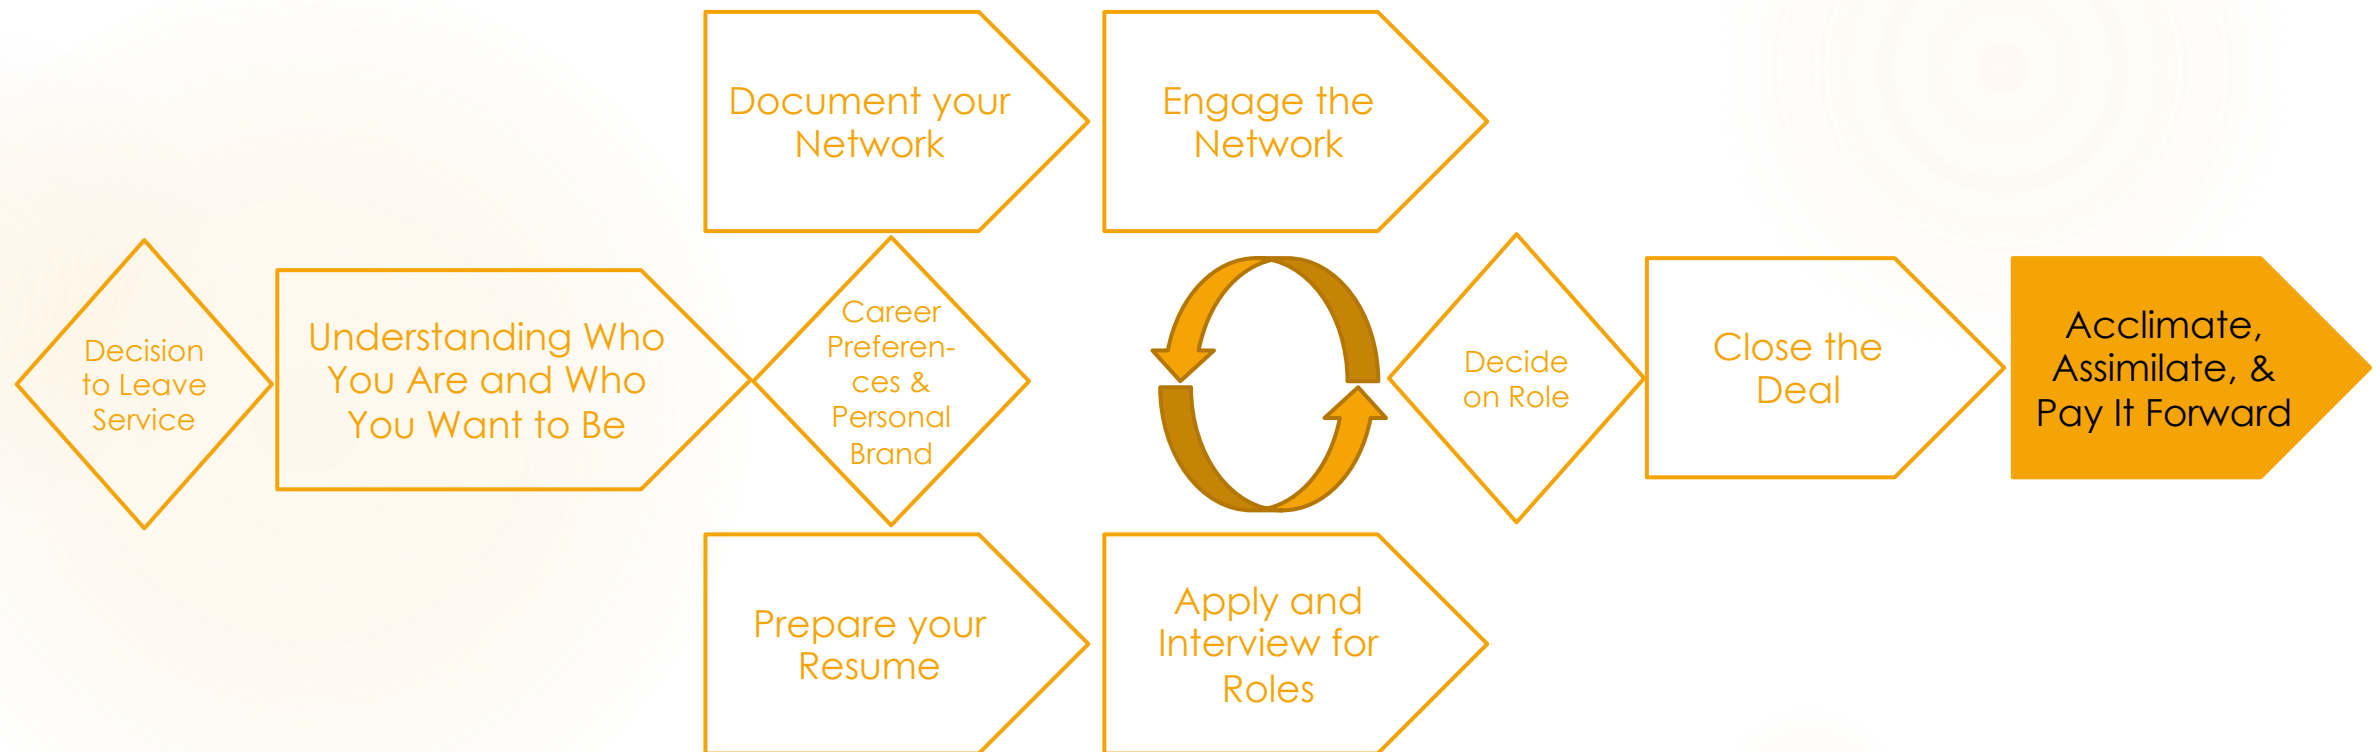 Document your
Network
Engage the
Network
Decision
to Leave
Service
Understanding Who
You Are and Who
You Want to Be
Career
Preferen-
ces &
Personal
Brand
Decide
on Role
Close the
Deal
Acclimate,
Assimilate, &
Pay It Forward
Prepare your
Resume
Apply and
Interview for
Roles